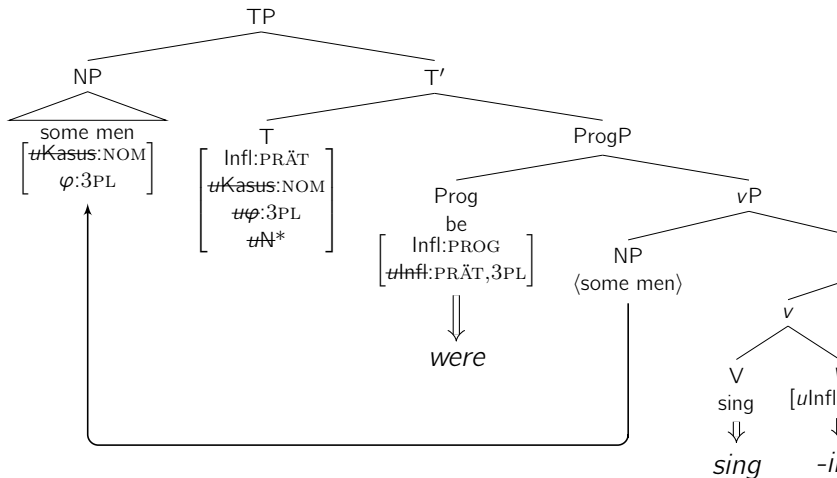 TP
NP
T′
some men
[uKasus:NOM
φ:3PL]
T
[Infl:PRÄT
uKasus:NOM
uφ:3PL
uN*]
ProgP
Prog
be
[Infl:PROG
uInfl:PRÄT,3PL]
were
vP
NP
⟨some men⟩
v
V
sing
[uInfl
sing